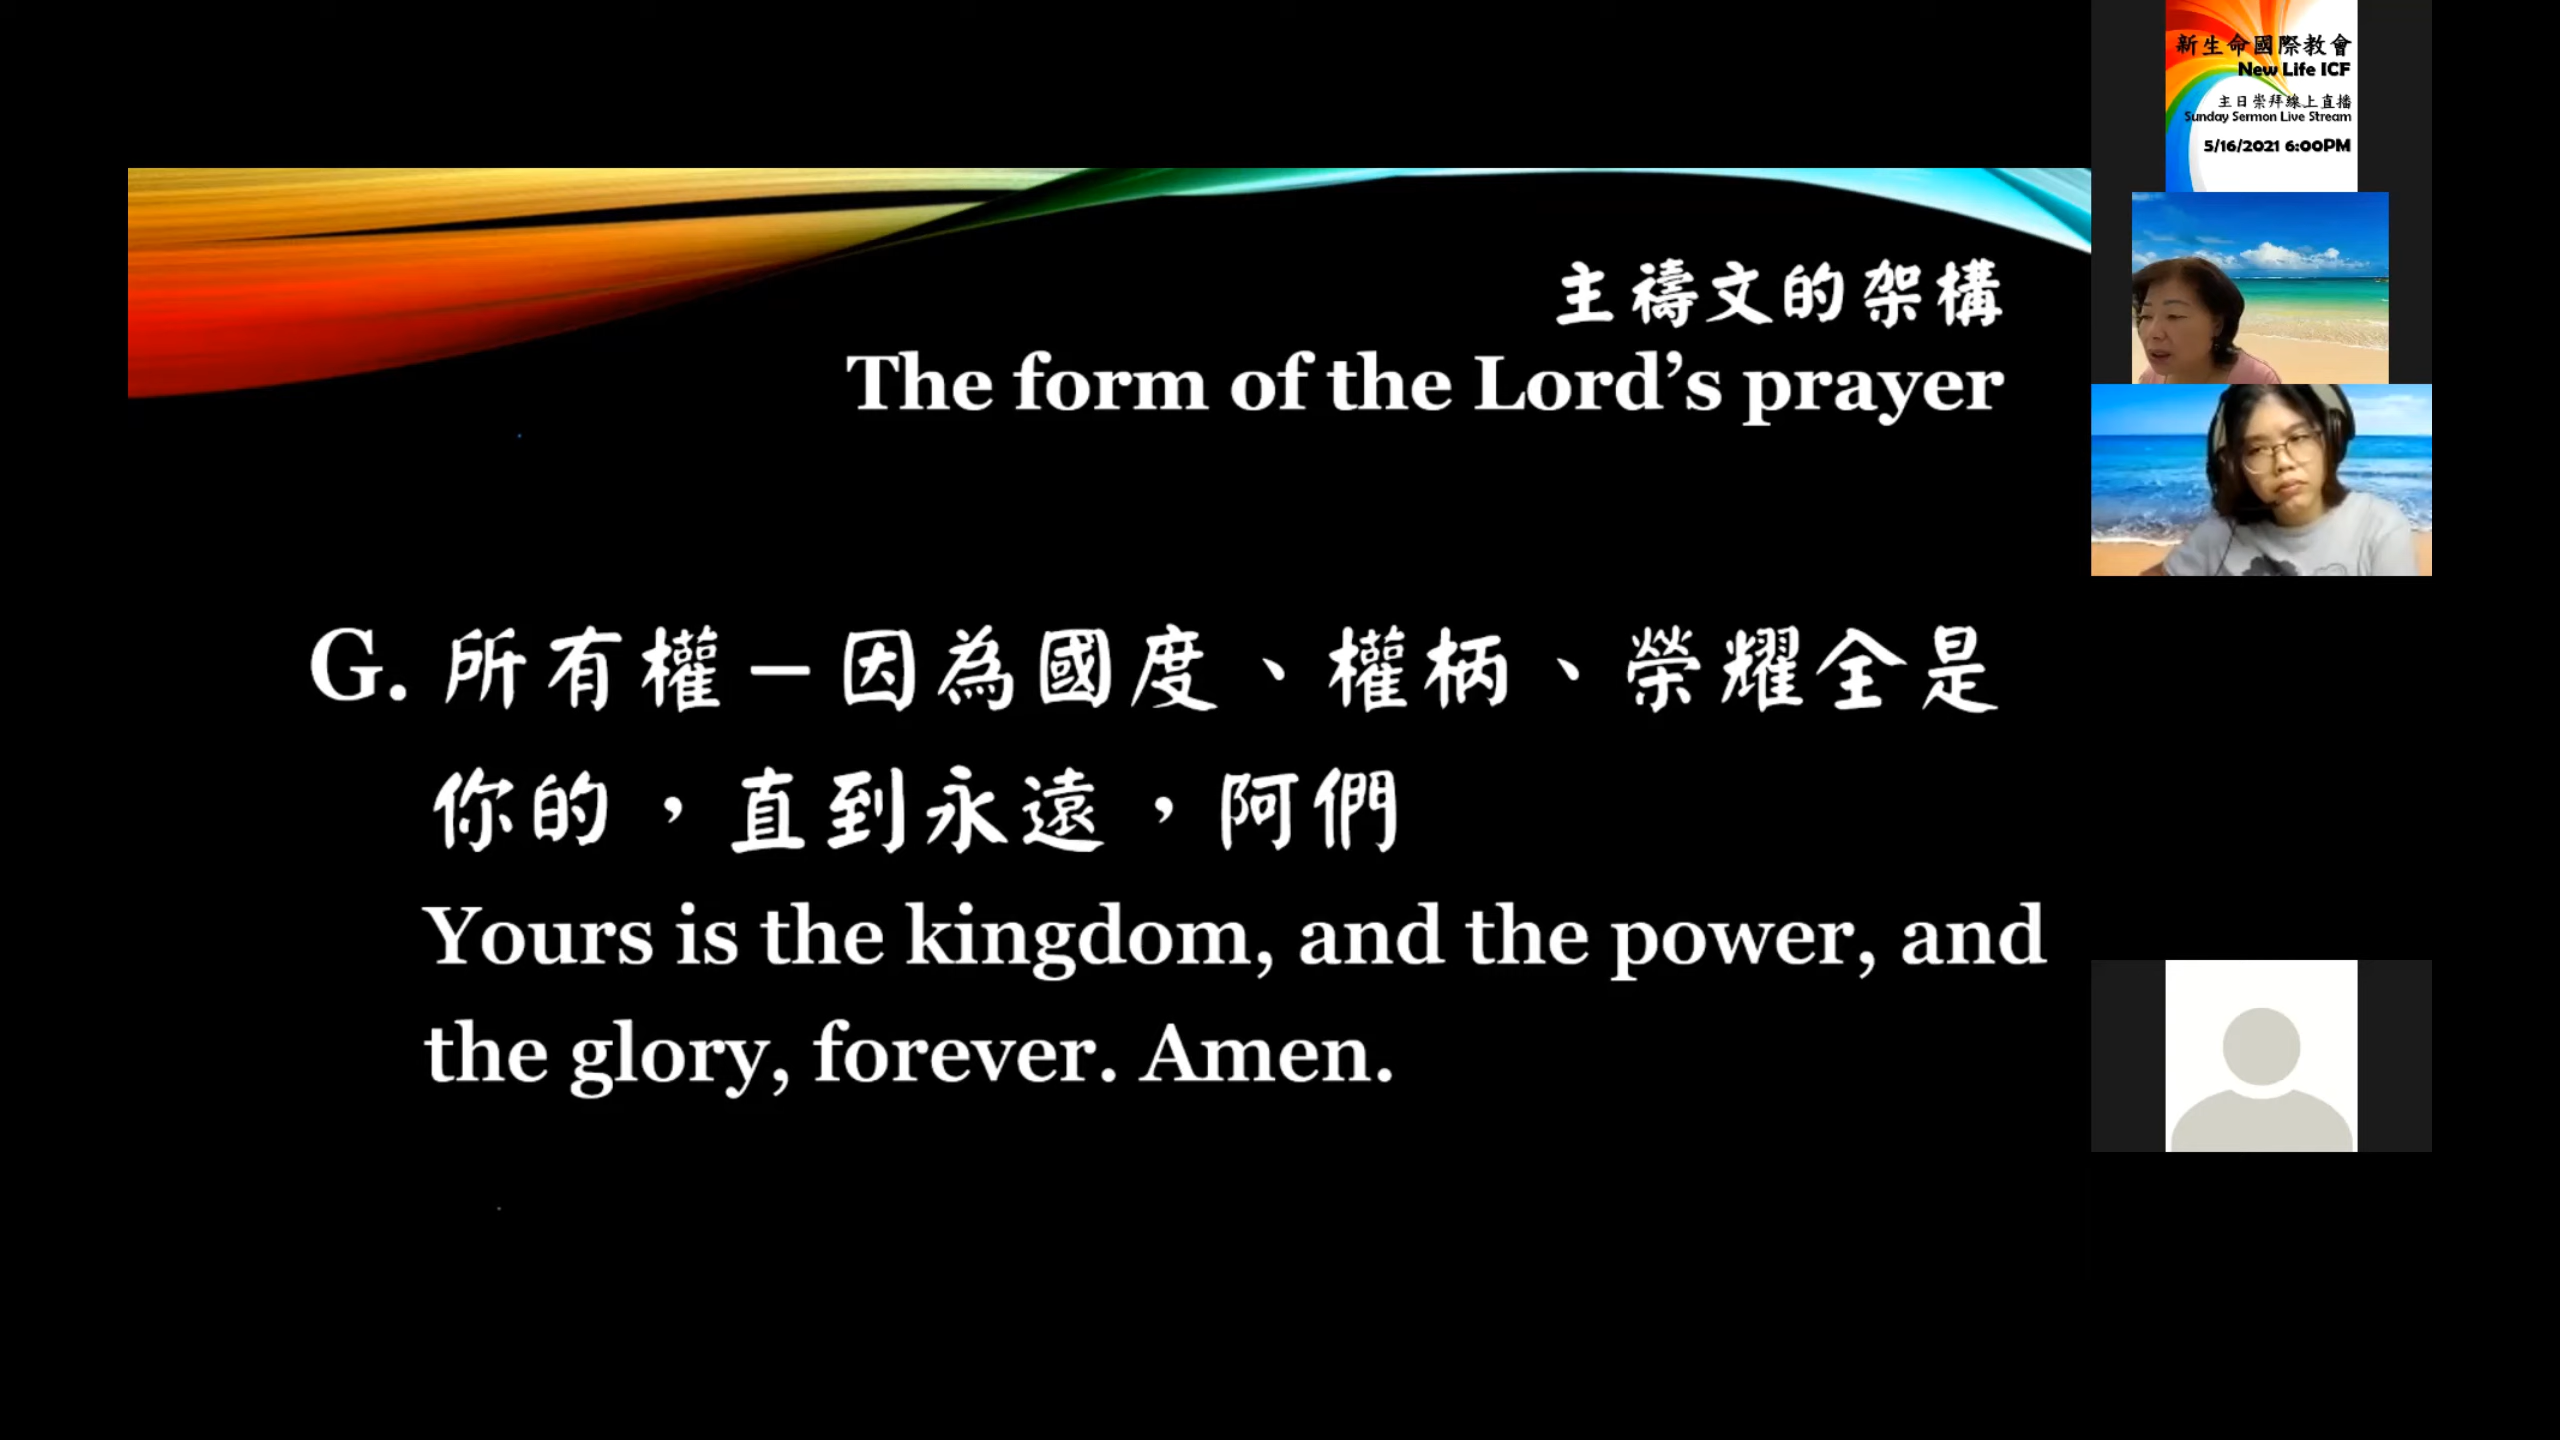 主禱文的架構
The form of the Lord’s prayer
G. 所有權－因為國度、權柄、榮耀全是
你的，直到永遠，阿們
Yours is the kingdom, and the power, and
the glory, forever. Amen.
新生命國際教會
New Life ICF
主日崇拜線上直播
Sunday Sermon Live Stream
5/16/2021 6:00PM